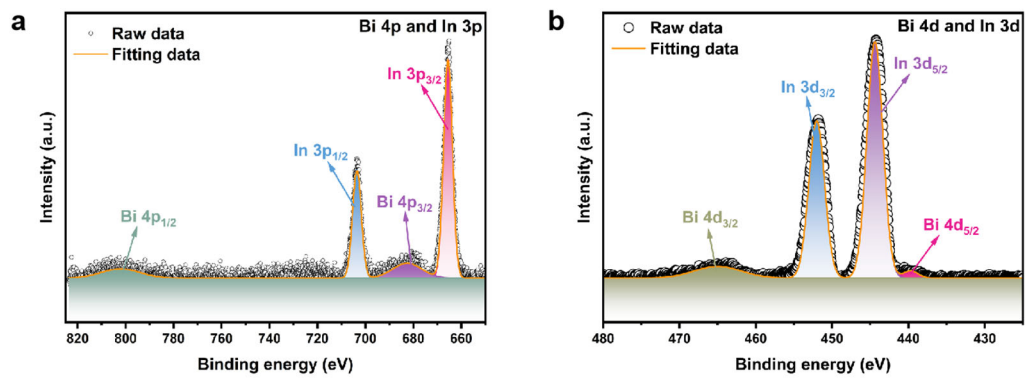 a
Bi 4p and In 3p
Raw data
Fitting data
In 3p3/2
In 3p1/2
Bi 4p3/2
Bi 4p1/2
Intensity (a.u.)
820 800 780 760 740 720 700 680 660
Binding energy (eV)
b
Bi 4d and In 3d
Raw data
Fitting data
In 3d5/2
In 3d3/2
Bi 4d3/2
Bi 4d5/2
Intensity (a.u.)
480 470 460 450 440 430
Binding energy (eV)